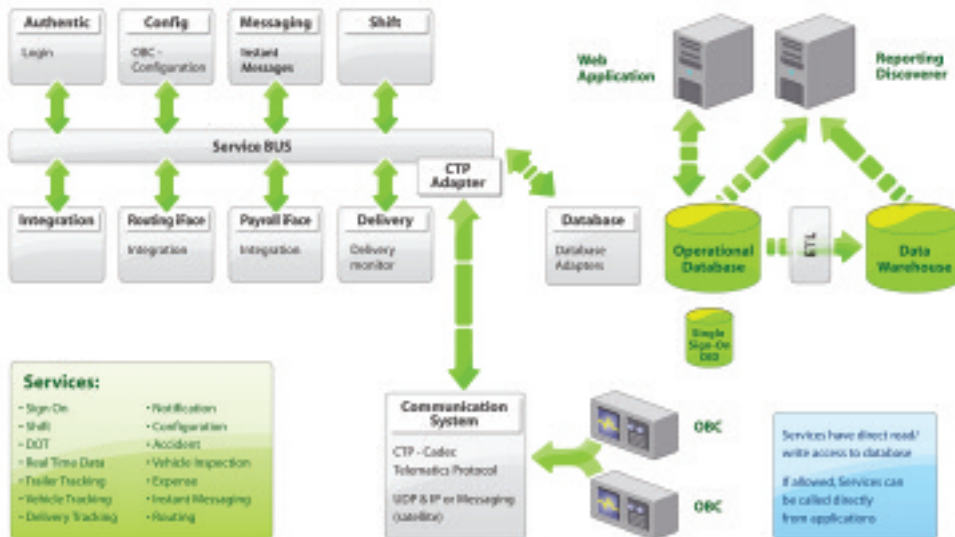 Authentic
Login
Config
OBC -
Configuration
Messaging
Instant
Messages
Shift
Service BUS
CTP
Adapter
Integration
Routing iFace
Integration
Payroll iFace
Integration
Delivery
Delivery
monitor
Database
Database
Adapters
Web
Application
Reporting
Discoverer
Operational
Database
ETL
Data
Warehouse
Single
Sign-On
Services:
- Sign On
- Shift
- DOT
- Real Time Data
- Trailer Tracking
- Vehicle Tracking
- Delivery Tracking
• Notification
• Configuration
• Accident
• Vehicle Inspection
• Expense
• Instant Messaging
• Routing
Communication
System
CTP - Codec
Telematics Protocol
UDP & IP or Messaging
(satellite)
OBC
OBC
Services have direct read/
write access to database
If allowed, Services can
be called directly
from applications